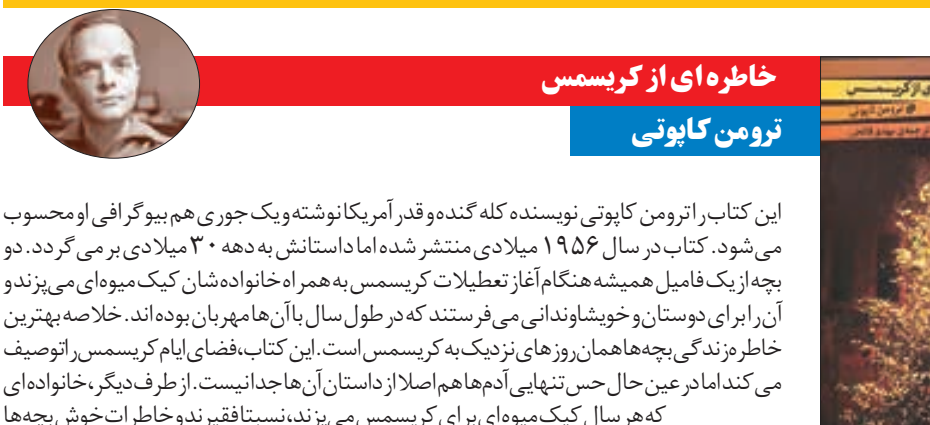 خاطره ای از کریسمس
ترومن کاپوتی
این کتاب را ترومن کاپوتی نویسنده کله گنده و قدر آمریکا نوشته و یک جوری هم بیوگرافی او محسوب
می شود. کتاب در سال ۱۹۵۶ میلادی منتشر شده اما داستانش به دهه ۳۰ میلادی بر می گردد. دو
بچه از یک فامیل همیشه هنگام آغاز تعطیلات کریسمس به همراه خانواده‌شان کیک میوه‌ای می‌پزند و
آن را برای دوستان و خویشاوندانی می‌فرستند که در طول سال با آن ها مهربان بوده اند. خلاصه بهترین
خاطره زندگی بچه‌ها همان روزهای نزدیک به کریسمس است. این کتاب، فضای ایام کریسمس را توصیف
می کند اما در عین حال حس تنهایی آدم‌ها هم اصلا از داستان آن ها جدا نیست. از طرف دیگر، خانواده‌ای
که هر سال کیک میوه‌ای برای کریسمس می‌پزند، نسبتا فقیرند و خاطرات خوش بچه‌ها
ی از کریسمس
ترومن کاپوتی